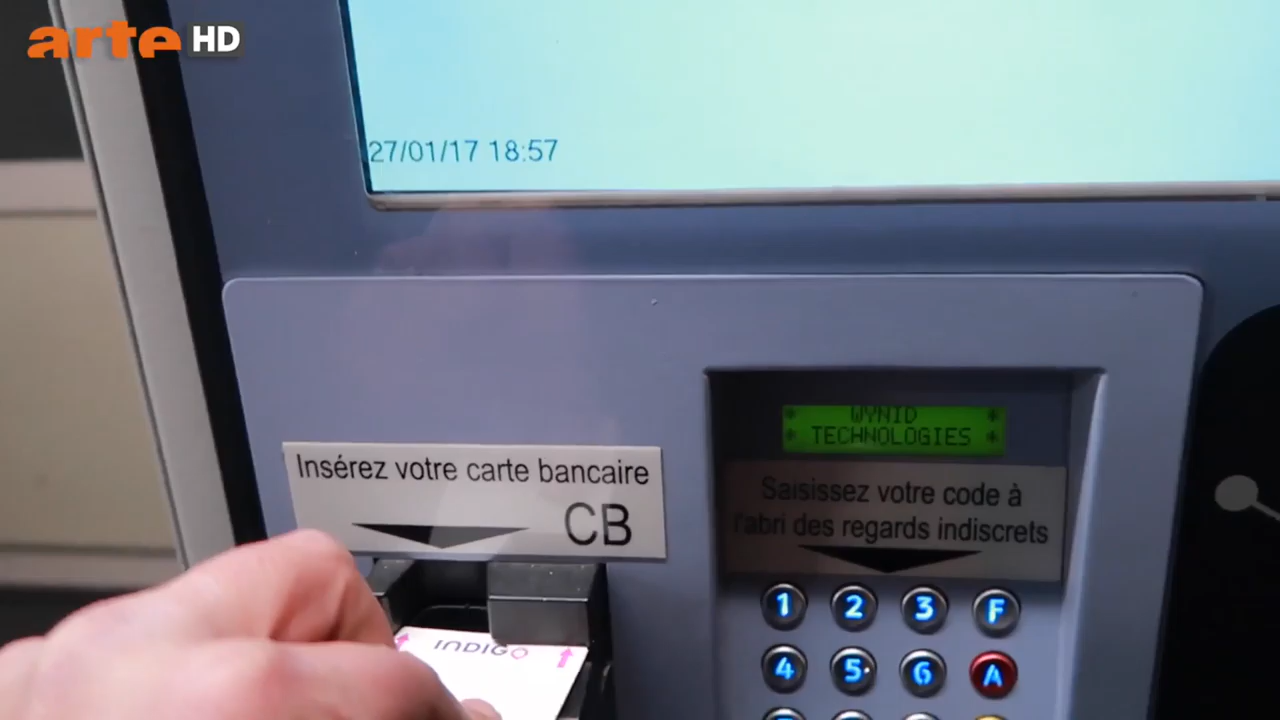 arte HD
27/01/17 18:57
* WYNID *
* TECHNOLOGIES *
Insérez votre carte bancaire
CB
Saisissez votre code à
l'abri des regards indiscrets
INDIGO
1 2 3 F
4 5 6 A